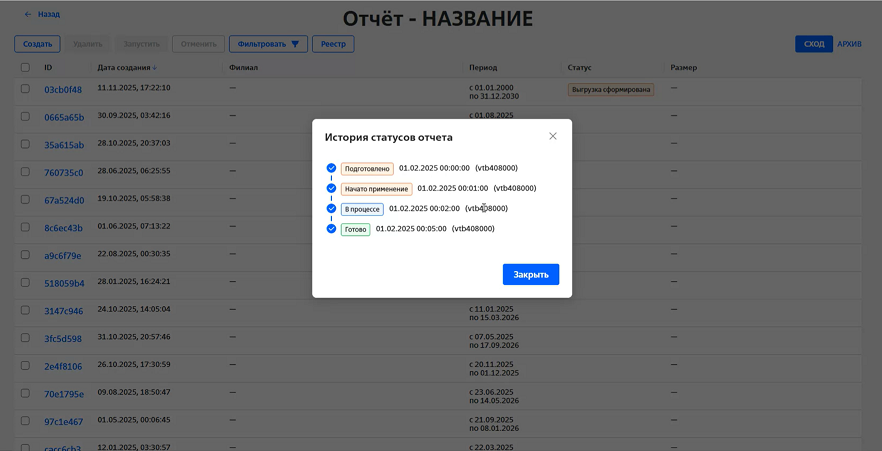 ← Назад
Отчёт - НАЗВАНИЕ
Создать Удалить Запустить Отменить Фильтровать Реестр СХОД АРХИВ
ID Дата создания ↓ Филиал Период Статус Размер
03cb0f48 11.11.2025, 17:22:10 — с 01.01.2000 Выгрузка сформирована —
по 31.12.2030
0665a65b 30.09.2025, 03:42:16 — с 01.08.2025 —
35a615ab 28.10.2025, 20:37:03 — —
760735c0 28.06.2025, 06:25:55 — —
67a524d0 19.10.2025, 05:58:38 — —
8c6ec43b 01.06.2025, 07:13:22 — —
a9c6f79e 22.08.2025, 00:30:35 — —
518059b4 28.01.2025, 16:24:21 — —
3147c946 24.10.2025, 14:05:04 — с 11.01.2025 —
по 15.03.2026
3fc5d598 31.10.2025, 20:57:46 — с 07.05.2025 —
по 17.09.2026
2e4f8106 26.10.2025, 17:30:59 — с 20.11.2025 —
по 01.12.2025
70e1795e 09.08.2025, 18:50:47 — с 23.06.2025 —
по 14.05.2026
97c1e467 01.05.2025, 00:06:45 — с 21.09.2025 —
по 08.01.2026
12.01.2025, 03:30:57 — с 22.03.2025 —
История статусов отчета
Подготовлено 01.02.2025 00:00:00 (vtb408000)
Начато применение 01.02.2025 00:01:00 (vtb408000)
В процессе 01.02.2025 00:02:00 (vtb408000)
Готово 01.02.2025 00:05:00 (vtb408000)
Закрыть